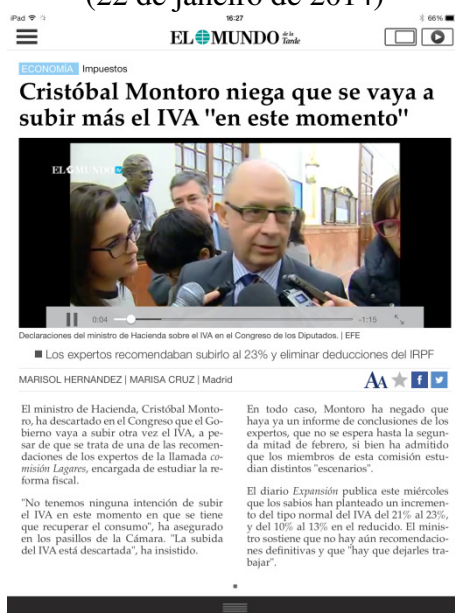 (22 de janeiro de 2014)
iPad 16:27 66%
EL MUNDO de la Tarde
ECONOMÍA Impuestos
Cristóbal Montoro niega que se vaya a
subir más el IVA "en este momento"
EL MUNDO
0:04 -1:15
Declaraciones del ministro de Hacienda sobre el IVA en el Congreso de los Diputados. | EFE
■ Los expertos recomendaban subirlo al 23% y eliminar deducciones del IRPF
MARISOL HERNÁNDEZ | MARISA CRUZ | Madrid
AA
El ministro de Hacienda, Cristóbal Monto-
ro, ha descartado en el Congreso que el Go-
bierno vaya a subir otra vez el IVA, a pe-
sar de que se trata de una de las recomen-
daciones de los expertos de la llamada co-
misión Lagares, encargada de estudiar la re-
forma fiscal.
"No tenemos ninguna intención de subir
el IVA en este momento en que se tiene
que recuperar el consumo", ha asegurado
en los pasillos de la Cámara. "La subida
del IVA está descartada", ha insistido.
En todo caso, Montoro ha negado que
haya ya un informe de conclusiones de los
expertos, que no se espera hasta la segun-
da mitad de febrero, si bien ha admitido
que los miembros de esta comisión estu-
dian distintos "escenarios".
El diario Expansión publica este miércoles
que los sabios han planteado un incremen-
to del tipo normal del IVA del 21% al 23%,
y del 10% al 13% en el reducido. El minis-
tro sostiene que no hay aún recomendacio-
nes definitivas y que "hay que dejarles tra-
bajar".